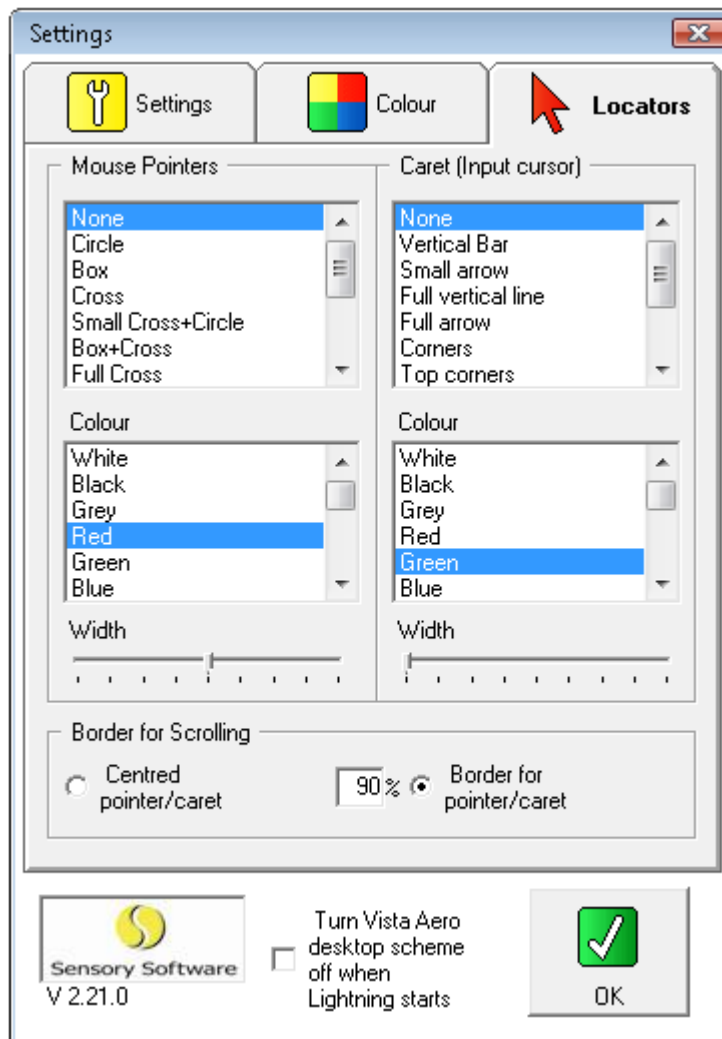 Settings
Settings
Colour
Locators
Mouse Pointers
None
Circle
Box
Cross
Small Cross+Circle
Box+Cross
Full Cross
Colour
White
Black
Grey
Red
Green
Blue
Width
Caret (Input cursor)
None
Vertical Bar
Small arrow
Full vertical line
Full arrow
Corners
Top corners
Colour
White
Black
Grey
Red
Green
Blue
Width
Border for Scrolling
Centred
pointer/caret
90 %
Border for
pointer/caret
Sensory Software
V 2.21.0
Turn Vista Aero
desktop scheme
off when
Lightning starts
OK